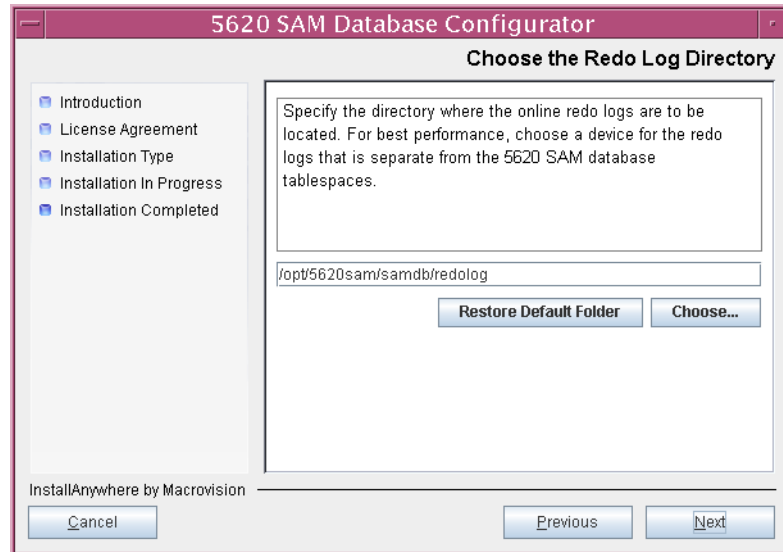 5620 SAM Database Configurator
Choose the Redo Log Directory
Introduction
License Agreement
Installation Type
Installation In Progress
Installation Completed
Specify the directory where the online redo logs are to be
located. For best performance, choose a device for the redo
logs that is separate from the 5620 SAM database
tablespaces.
/opt/5620sam/samdb/redolog
Restore Default Folder
Choose...
InstallAnywhere by Macrovision
Cancel
Previous
Next